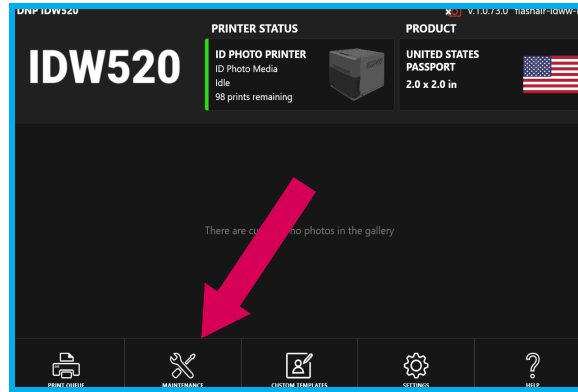 DNP IDW520
V.1.0.73.0 flashair-idww-
PRINTER STATUS
PRODUCT
IDW520
ID PHOTO PRINTER
ID Photo Media
Idle
98 prints remaining
UNITED STATES
PASSPORT
2.0 x 2.0 in
There are no photos in the gallery
PRINT QUEUE
MAINTENANCE
CUSTOM TEMPLATES
SETTINGS
HELP